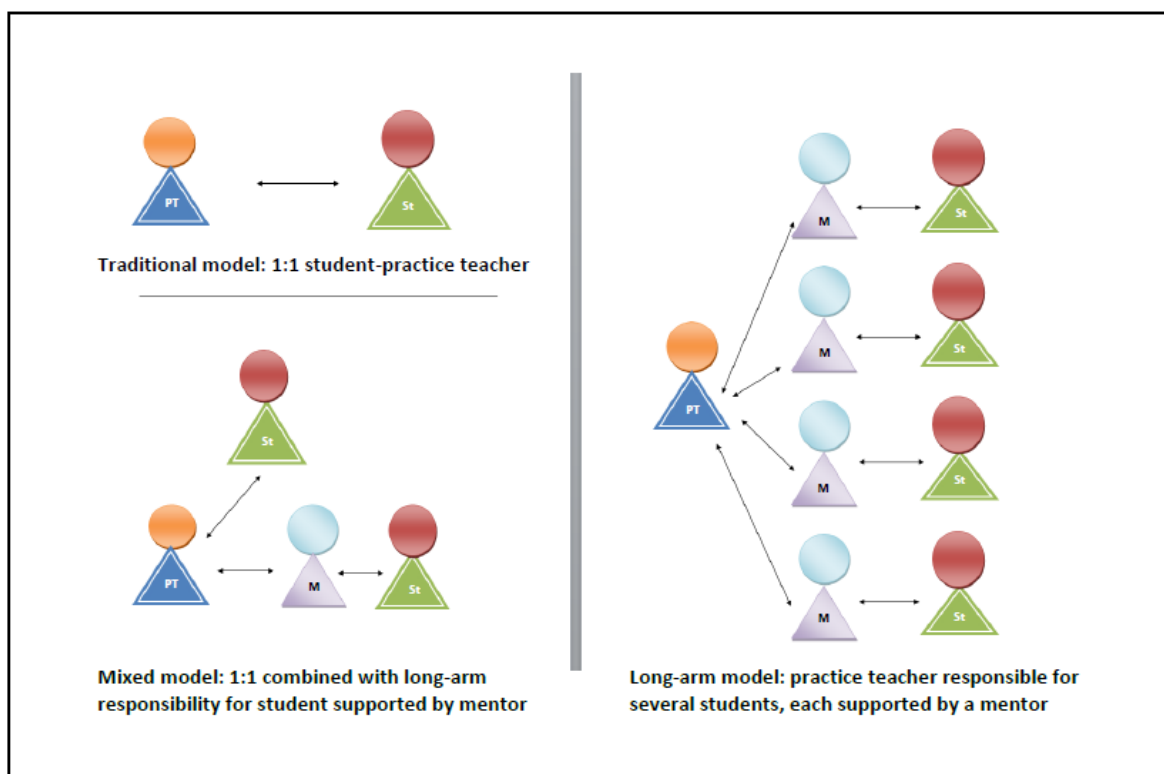 PT
St
Traditional model: 1:1 student-practice teacher
St
PT
M
St
Mixed model: 1:1 combined with long-arm
responsibility for student supported by mentor
M
St
M
St
PT
M
St
M
St
Long-arm model: practice teacher responsible for
several students, each supported by a mentor